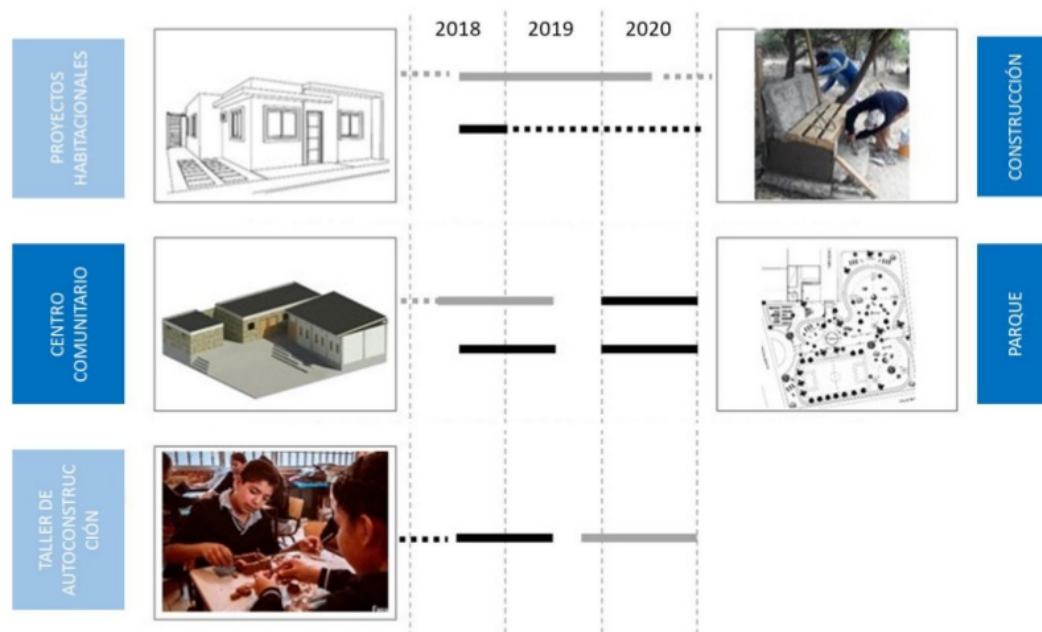 2018 2019 2020
PROYECTOS
HABITACIONALES
CONSTRUCCIÓN
CENTRO
COMUNITARIO
PARQUE
TALLER DE
AUTOCONSTRUC
CIÓN